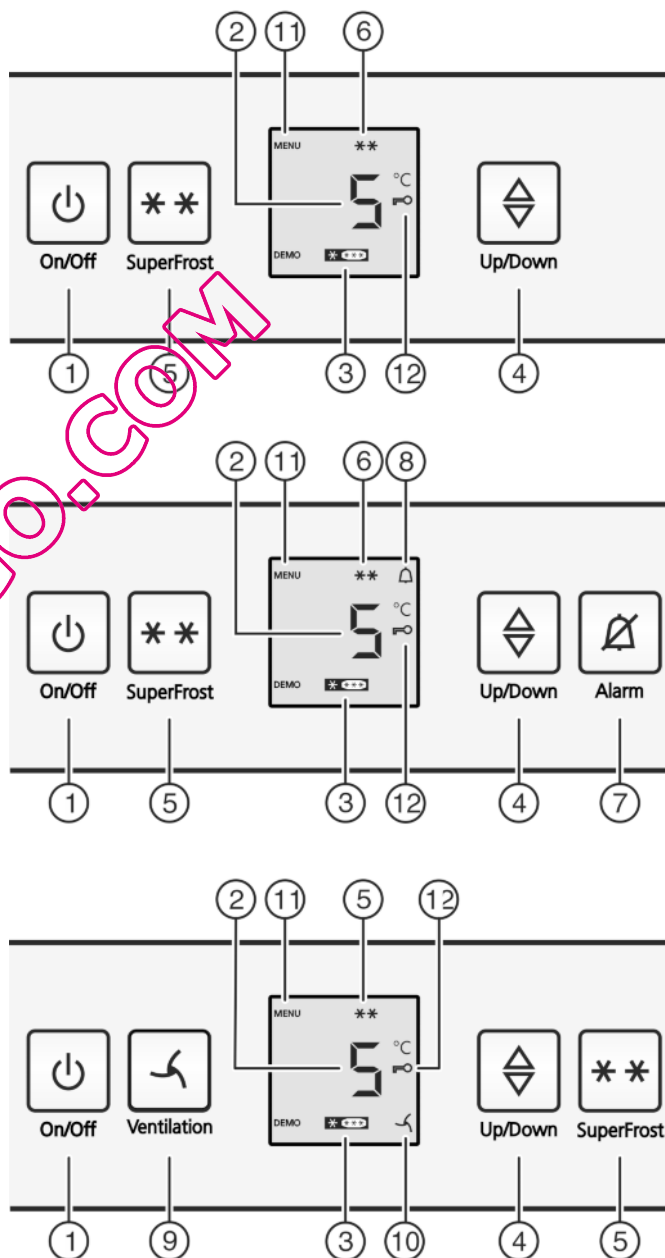 2 11 6
MENU
5 °C
DEMO
On/Off SuperFrost Up/Down
1 5 3 12 4
2 11 6 8
MENU
5 °C
DEMO
On/Off SuperFrost Up/Down Alarm
1 5 3 12 4 7
2 11 5 12
MENU
5 °C
DEMO
On/Off Ventilation Up/Down SuperFrost
1 9 3 10 4 5
O.COM